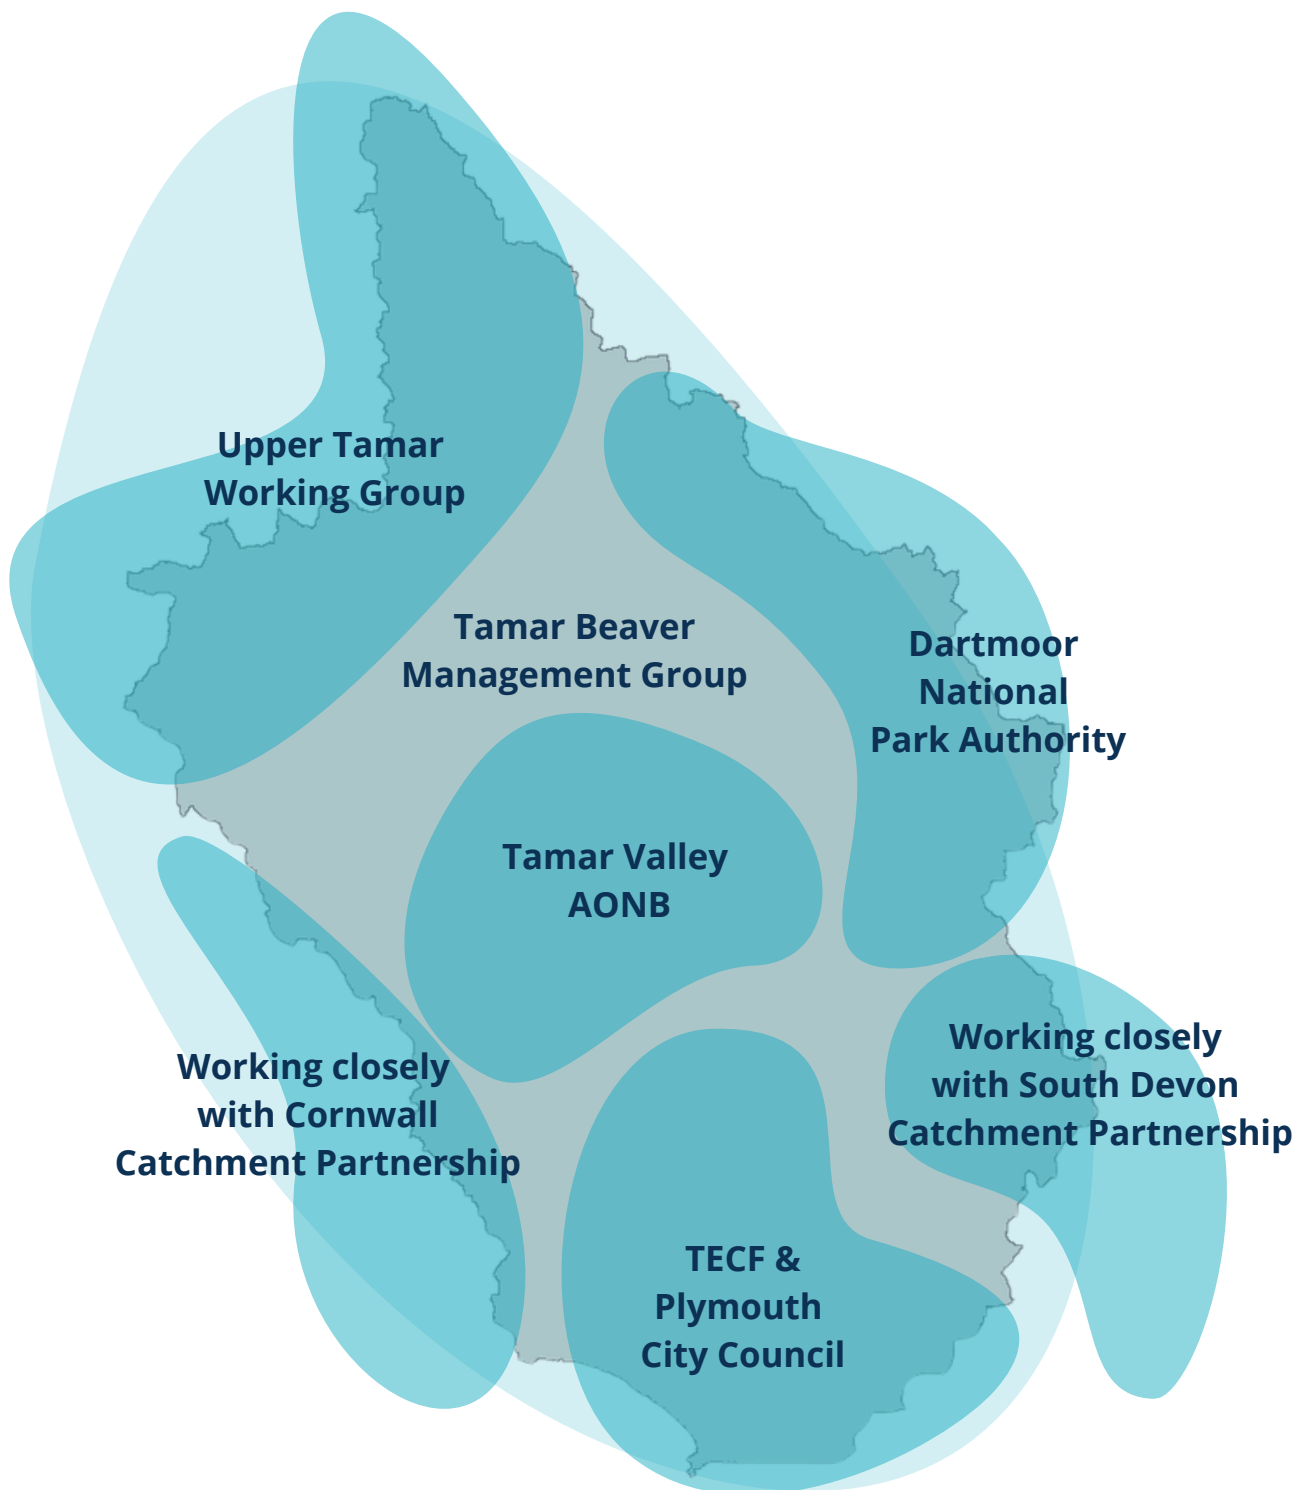 Upper Tamar
Working Group
Tamar Beaver
Management Group
Dartmoor
National
Park Authority
Tamar Valley
AONB
Working closely
with Cornwall
Catchment Partnership
Working closely
with South Devon
Catchment Partnership
TECF &
Plymouth
City Council